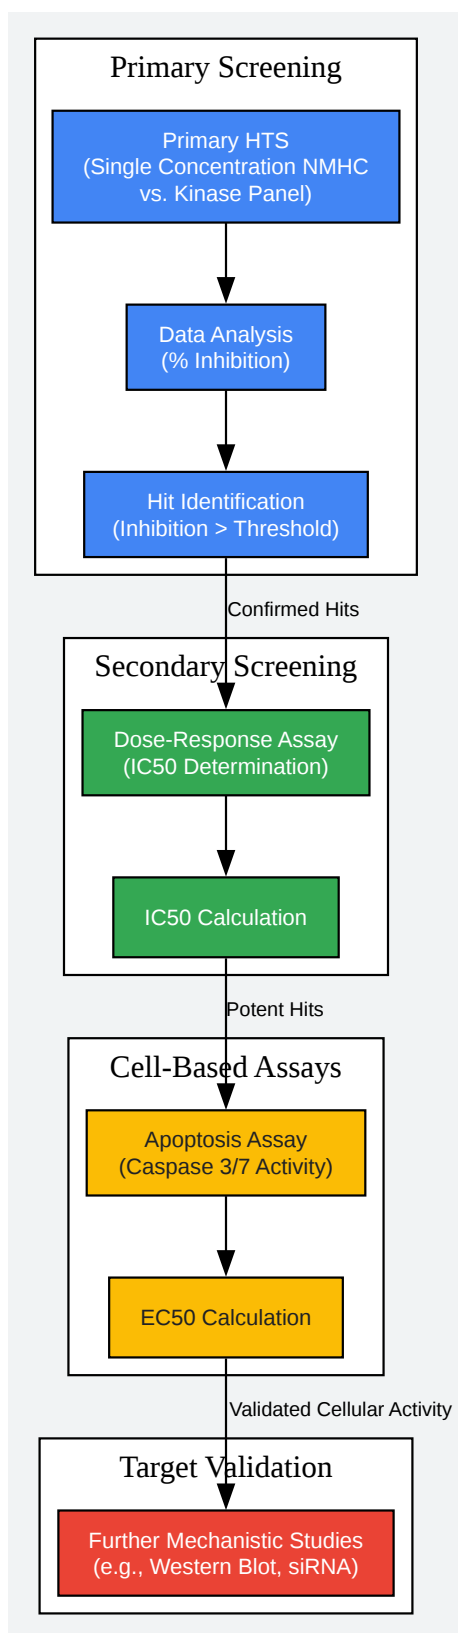 Primary Screening
Primary HTS
(Single Concentration NMHC
vs. Kinase Panel)
Data Analysis
(% Inhibition)
Hit Identification
(Inhibition > Threshold)
Confirmed Hits
Secondary Screening
Dose-Response Assay
(IC50 Determination)
IC50 Calculation
Potent Hits
Cell-Based Assays
Apoptosis Assay
(Caspase 3/7 Activity)
EC50 Calculation
Validated Cellular Activity
Target Validation
Further Mechanistic Studies
(e.g., Western Blot, siRNA)